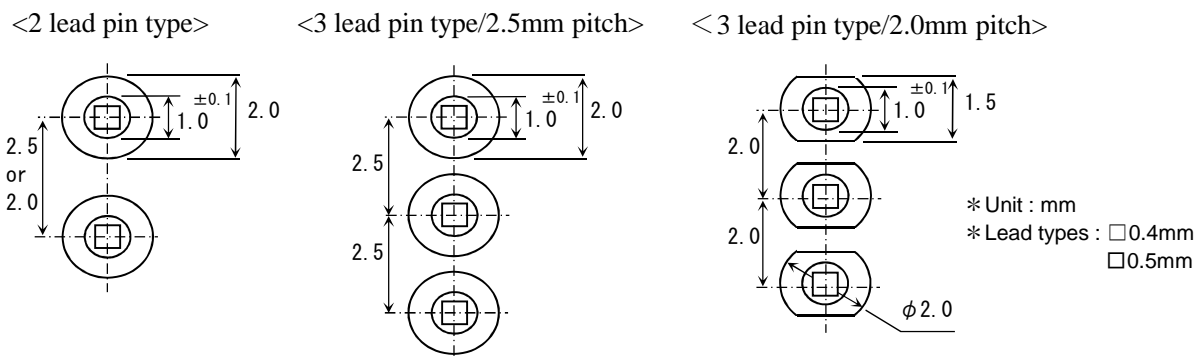 <2 lead pin type>
<3 lead pin type/2.5mm pitch>
<3 lead pin type/2.0mm pitch>
2.5
or
2.0
1.0 ±0.1
2.0
2.5
2.5
1.0 ±0.1
2.0
2.0
2.0
1.0 ±0.1
1.5
φ2.0
*Unit : mm
*Lead types : □0.4mm
□0.5mm